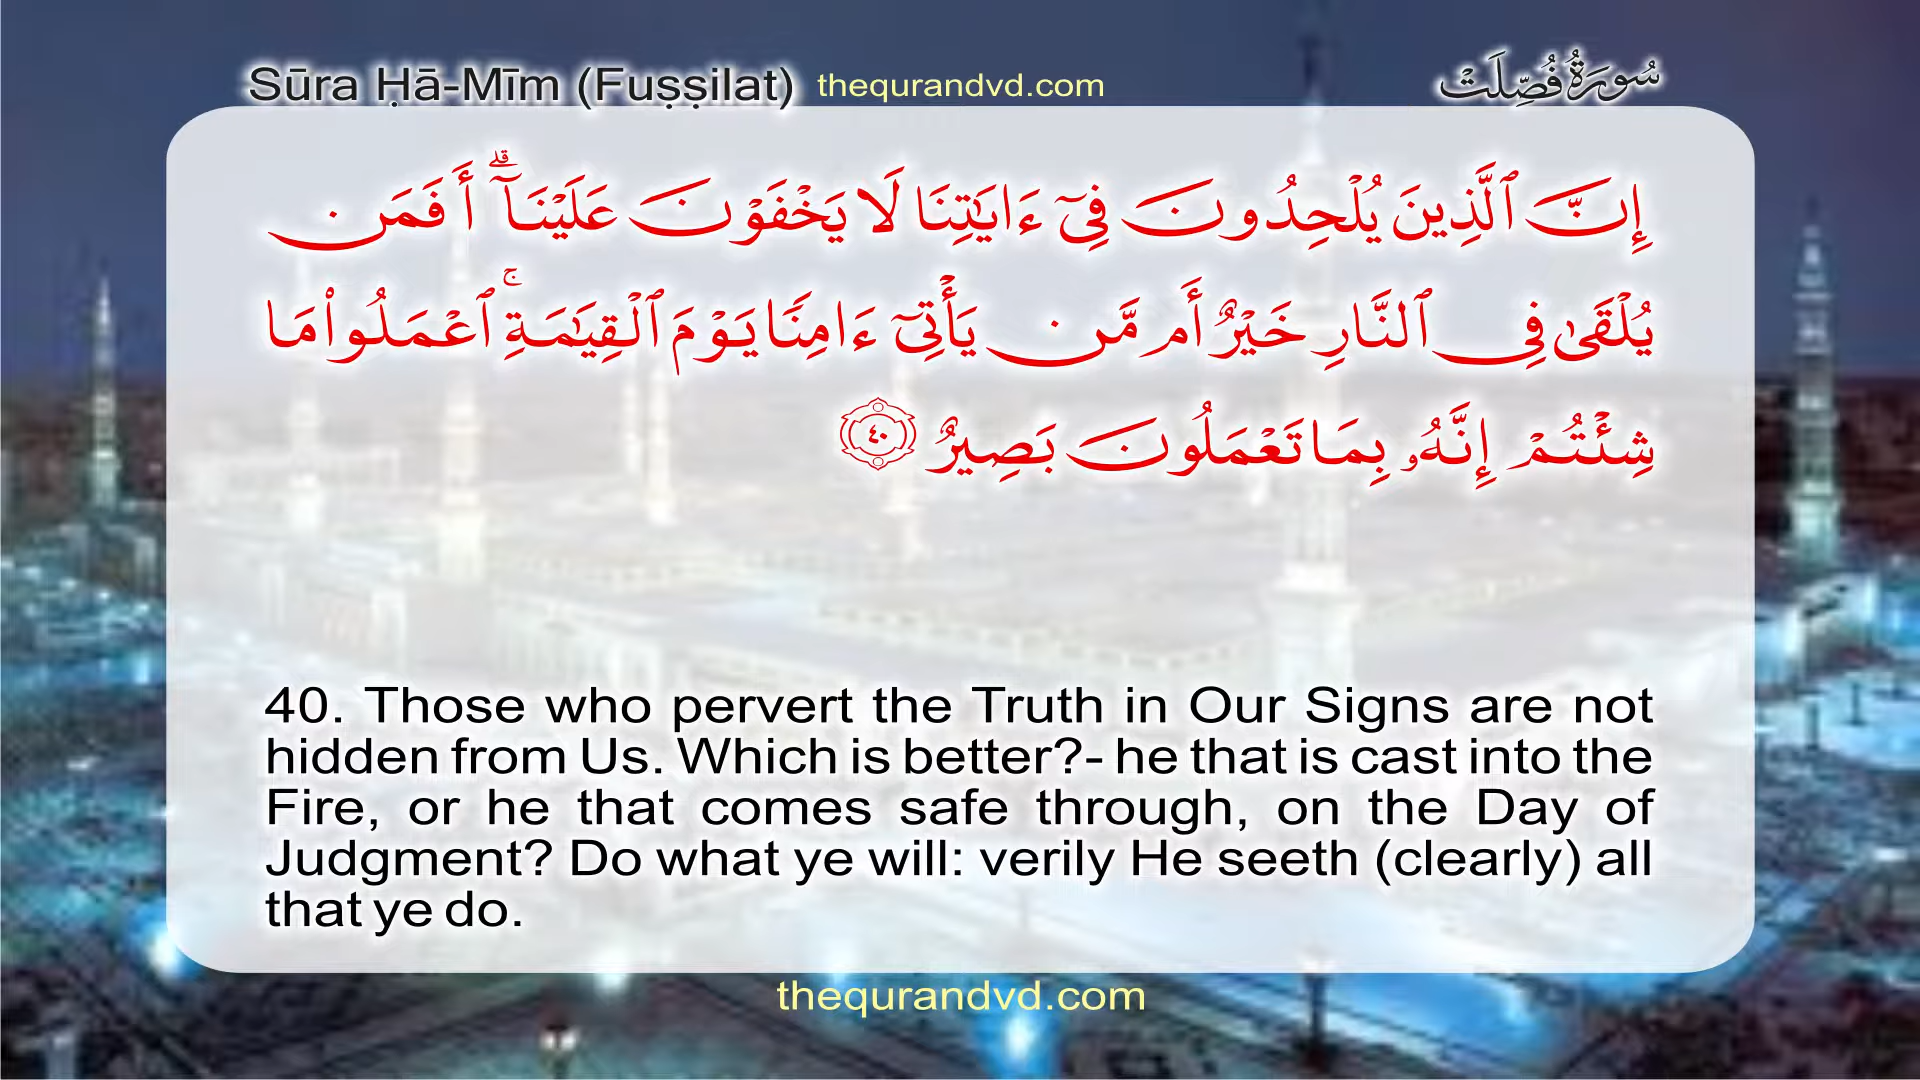 Sūra Ḥā-Mīm (Fuṣṣilat) thequrandvd.com سُورَةُ فُصِّلَتْ
إِنَّ ٱلَّذِينَ يُلْحِدُونَ فِىٓ ءَايَـٰتِنَا لَا يَخْفَوْنَ عَلَيْنَآ ۗ أَفَمَن
يُلْقَىٰ فِى ٱلنَّارِ خَيْرٌ أَم مَّن يَأْتِىٓ ءَامِنًا يَوْمَ ٱلْقِيَـٰمَةِ ۚ ٱعْمَلُوا۟ مَا
شِئْتُمْ إِنَّهُۥ بِمَا تَعْمَلُونَ بَصِيرٌ ٤٠
40. Those who pervert the Truth in Our Signs are not
hidden from Us. Which is better?- he that is cast into the
Fire, or he that comes safe through, on the Day of
Judgment? Do what ye will: verily He seeth (clearly) all
that ye do.
thequrandvd.com